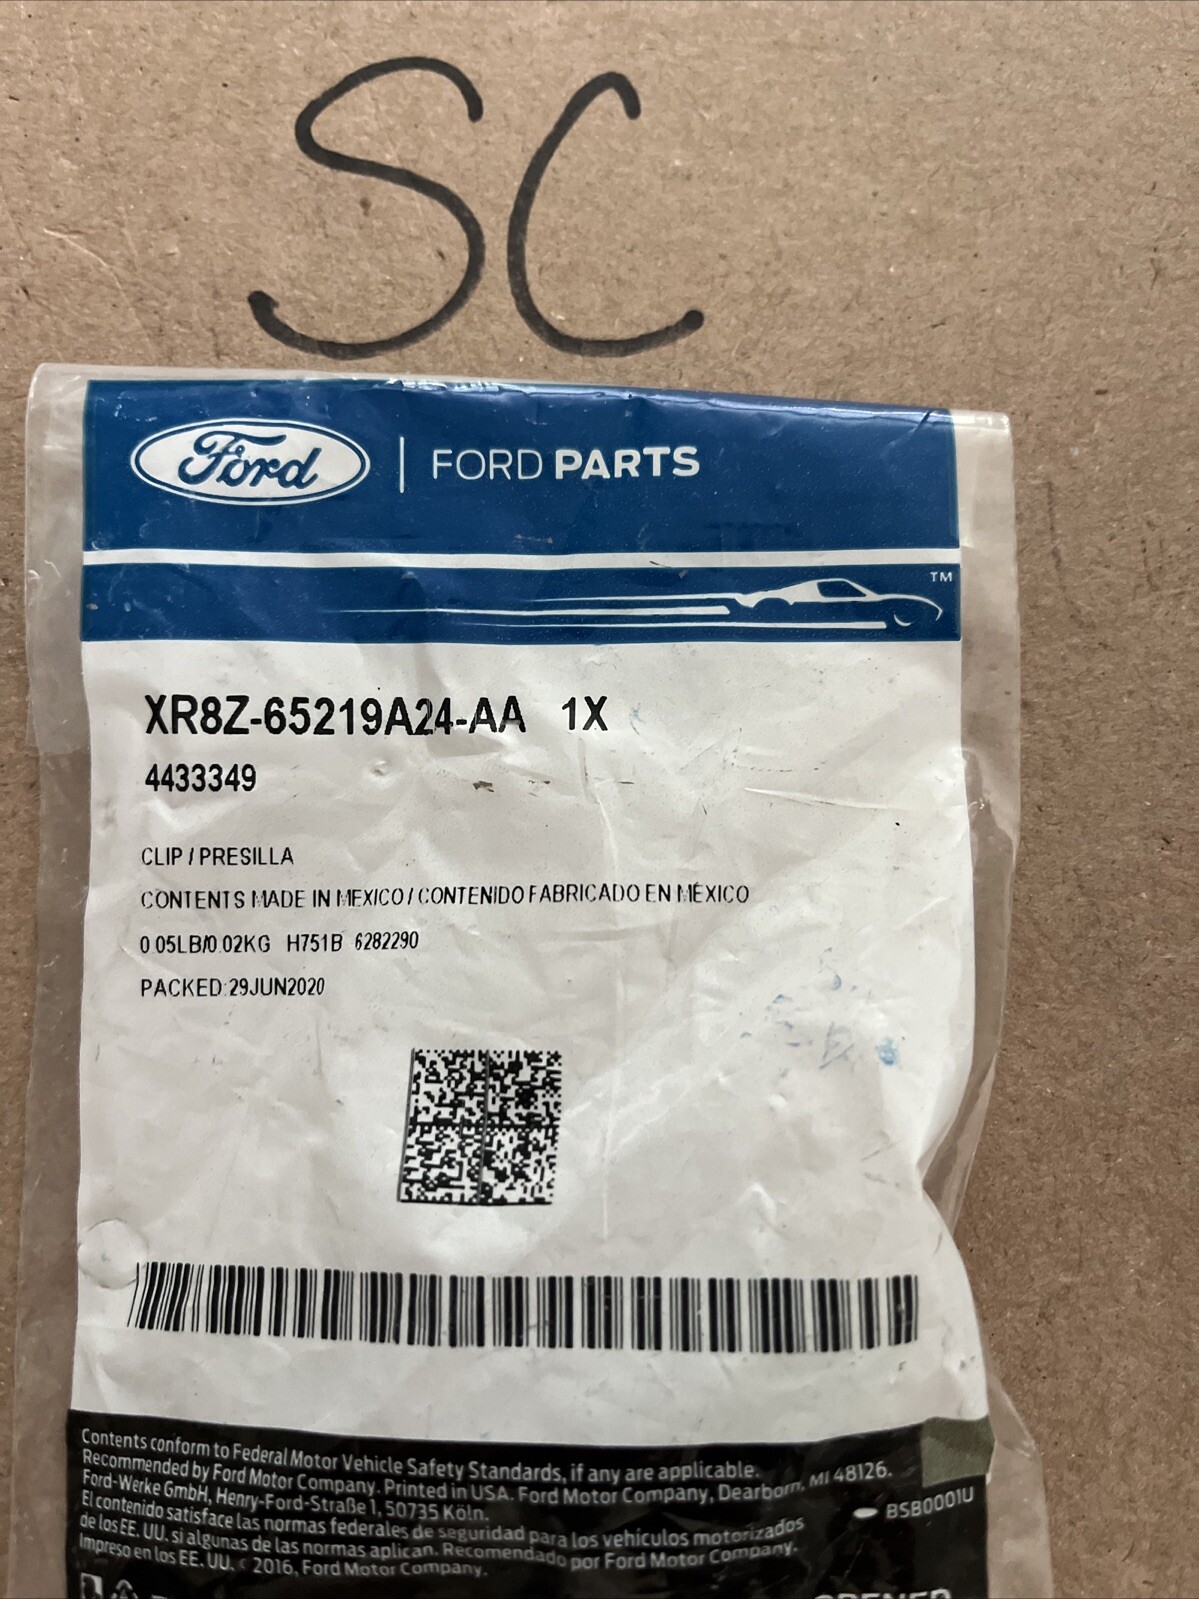 SC
Ford | FORD PARTS
TM
XR8Z-65219A24-AA 1X
4433349
CLIP / PRESILLA
CONTENTS MADE IN MEXICO / CONTENIDO FABRICADO EN MÉXICO
0.05LB/0.02KG H751B 6282290
PACKED:29JUN2020
Contents conform to Federal Motor Vehicle Safety Standards, if any are applicable.
Recommended by Ford Motor Company. Printed in USA. Ford Motor Company, Dearborn, MI 48126.
Ford-Werke GmbH, Henry-Ford-Straße 1, 50735 Köln.
El contenido satisface las normas federales de seguridad para los vehículos motorizados
de los EE. UU. si algunas de las normas aplican. Recomendado por Ford Motor Company.
Impreso en los EE. UU. © 2016, Ford Motor Company.
BSB0001U
OPENED